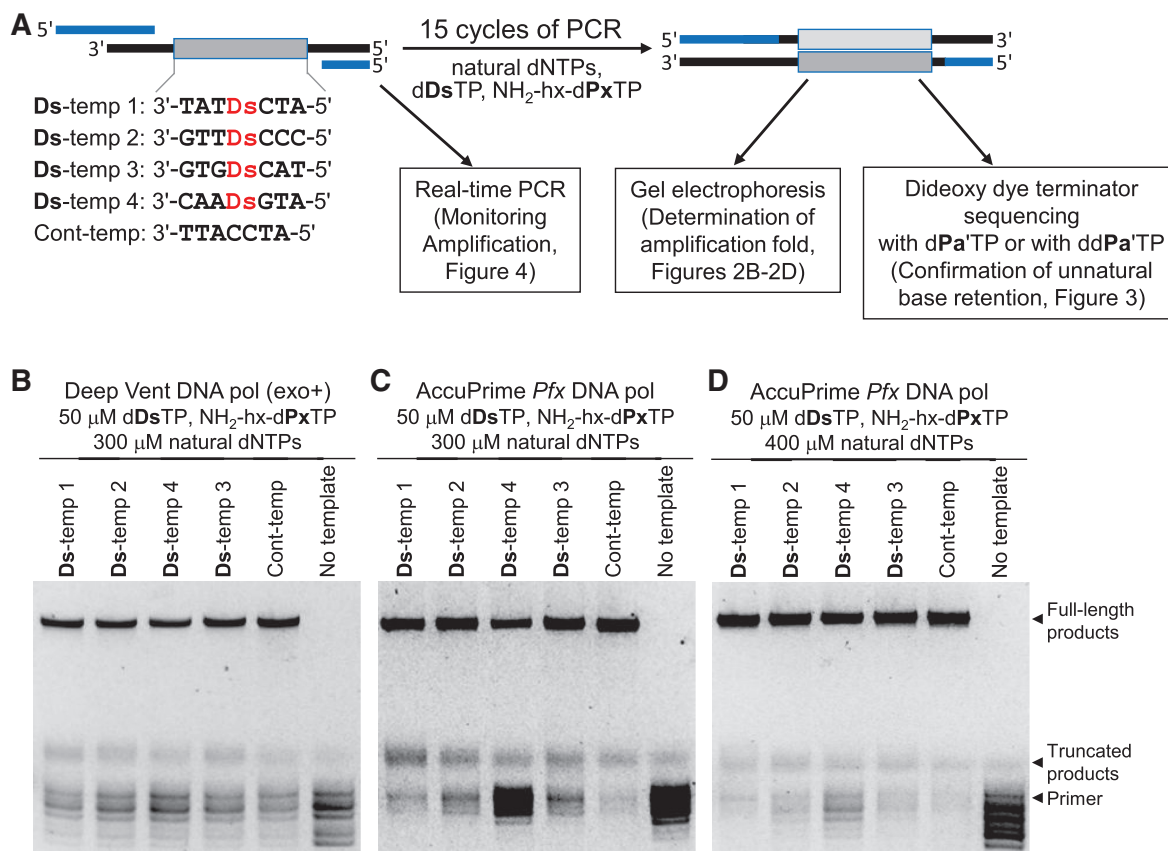 A
5'
3'
5'
5'
15 cycles of PCR
natural dNTPs,
dDsTP, NH2-hx-dPxTP
5'
3'
3'
5'
Ds-temp 1: 3'-TATDsCTA-5'
Ds-temp 2: 3'-GTTDsCCC-5'
Ds-temp 3: 3'-GTGDsCAT-5'
Ds-temp 4: 3'-CAADsGTA-5'
Cont-temp: 3'-TTACCTA-5'
Real-time PCR
(Monitoring
Amplification,
Figure 4)
Gel electrophoresis
(Determination of
amplification fold,
Figures 2B-2D)
Dideoxy dye terminator
sequencing
with dPa'TP or with ddPa'TP
(Confirmation of unnatural
base retention, Figure 3)
B
Deep Vent DNA pol (exo+)
50 μM dDsTP, NH2-hx-dPxTP
300 μM natural dNTPs
Ds-temp 1
Ds-temp 2
Ds-temp 4
Ds-temp 3
Cont-temp
No template
C
AccuPrime Pfx DNA pol
50 μM dDsTP, NH2-hx-dPxTP
300 μM natural dNTPs
Ds-temp 1
Ds-temp 2
Ds-temp 4
Ds-temp 3
Cont-temp
No template
D
AccuPrime Pfx DNA pol
50 μM dDsTP, NH2-hx-dPxTP
400 μM natural dNTPs
Ds-temp 1
Ds-temp 2
Ds-temp 4
Ds-temp 3
Cont-temp
No template
Full-length
products
Truncated
products
Primer